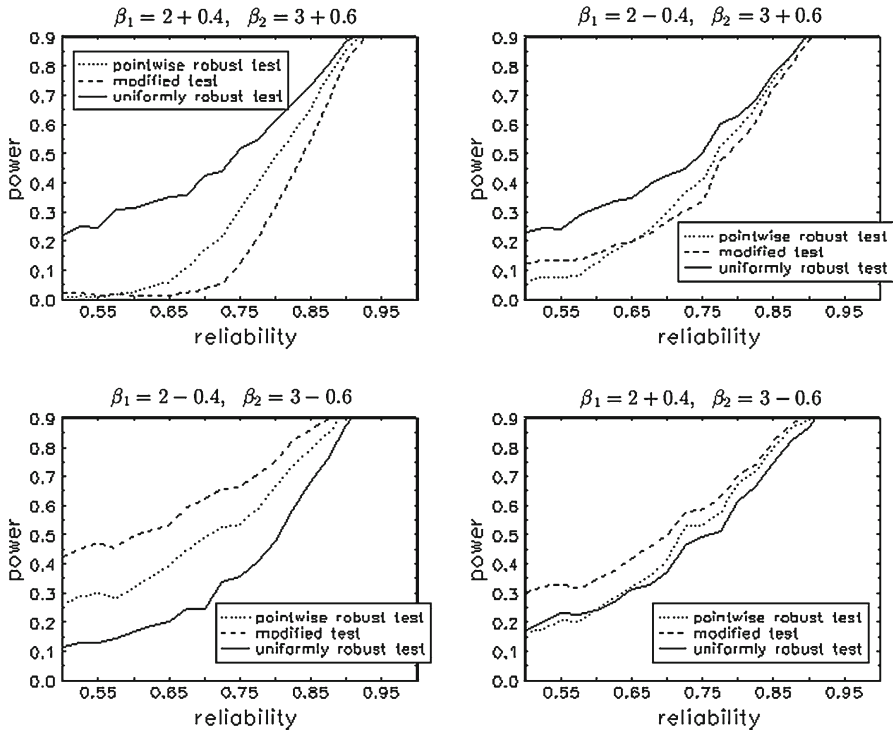 β₁ = 2 + 0.4, β₂ = 3 + 0.6
0.9
0.8
0.7
0.6
0.5
0.4
0.3
0.2
0.1
0.0
power
pointwise robust test
modified test
uniformly robust test
0.55 0.65 0.75 0.85 0.95
reliability
β₁ = 2 − 0.4, β₂ = 3 + 0.6
0.9
0.8
0.7
0.6
0.5
0.4
0.3
0.2
0.1
0.0
power
pointwise robust test
modified test
uniformly robust test
0.55 0.65 0.75 0.85 0.95
reliability
β₁ = 2 − 0.4, β₂ = 3 − 0.6
0.9
0.8
0.7
0.6
0.5
0.4
0.3
0.2
0.1
0.0
power
pointwise robust test
modified test
uniformly robust test
0.55 0.65 0.75 0.85 0.95
reliability
β₁ = 2 + 0.4, β₂ = 3 − 0.6
0.9
0.8
0.7
0.6
0.5
0.4
0.3
0.2
0.1
0.0
power
pointwise robust test
modified test
uniformly robust test
0.55 0.65 0.75 0.85 0.95
reliability